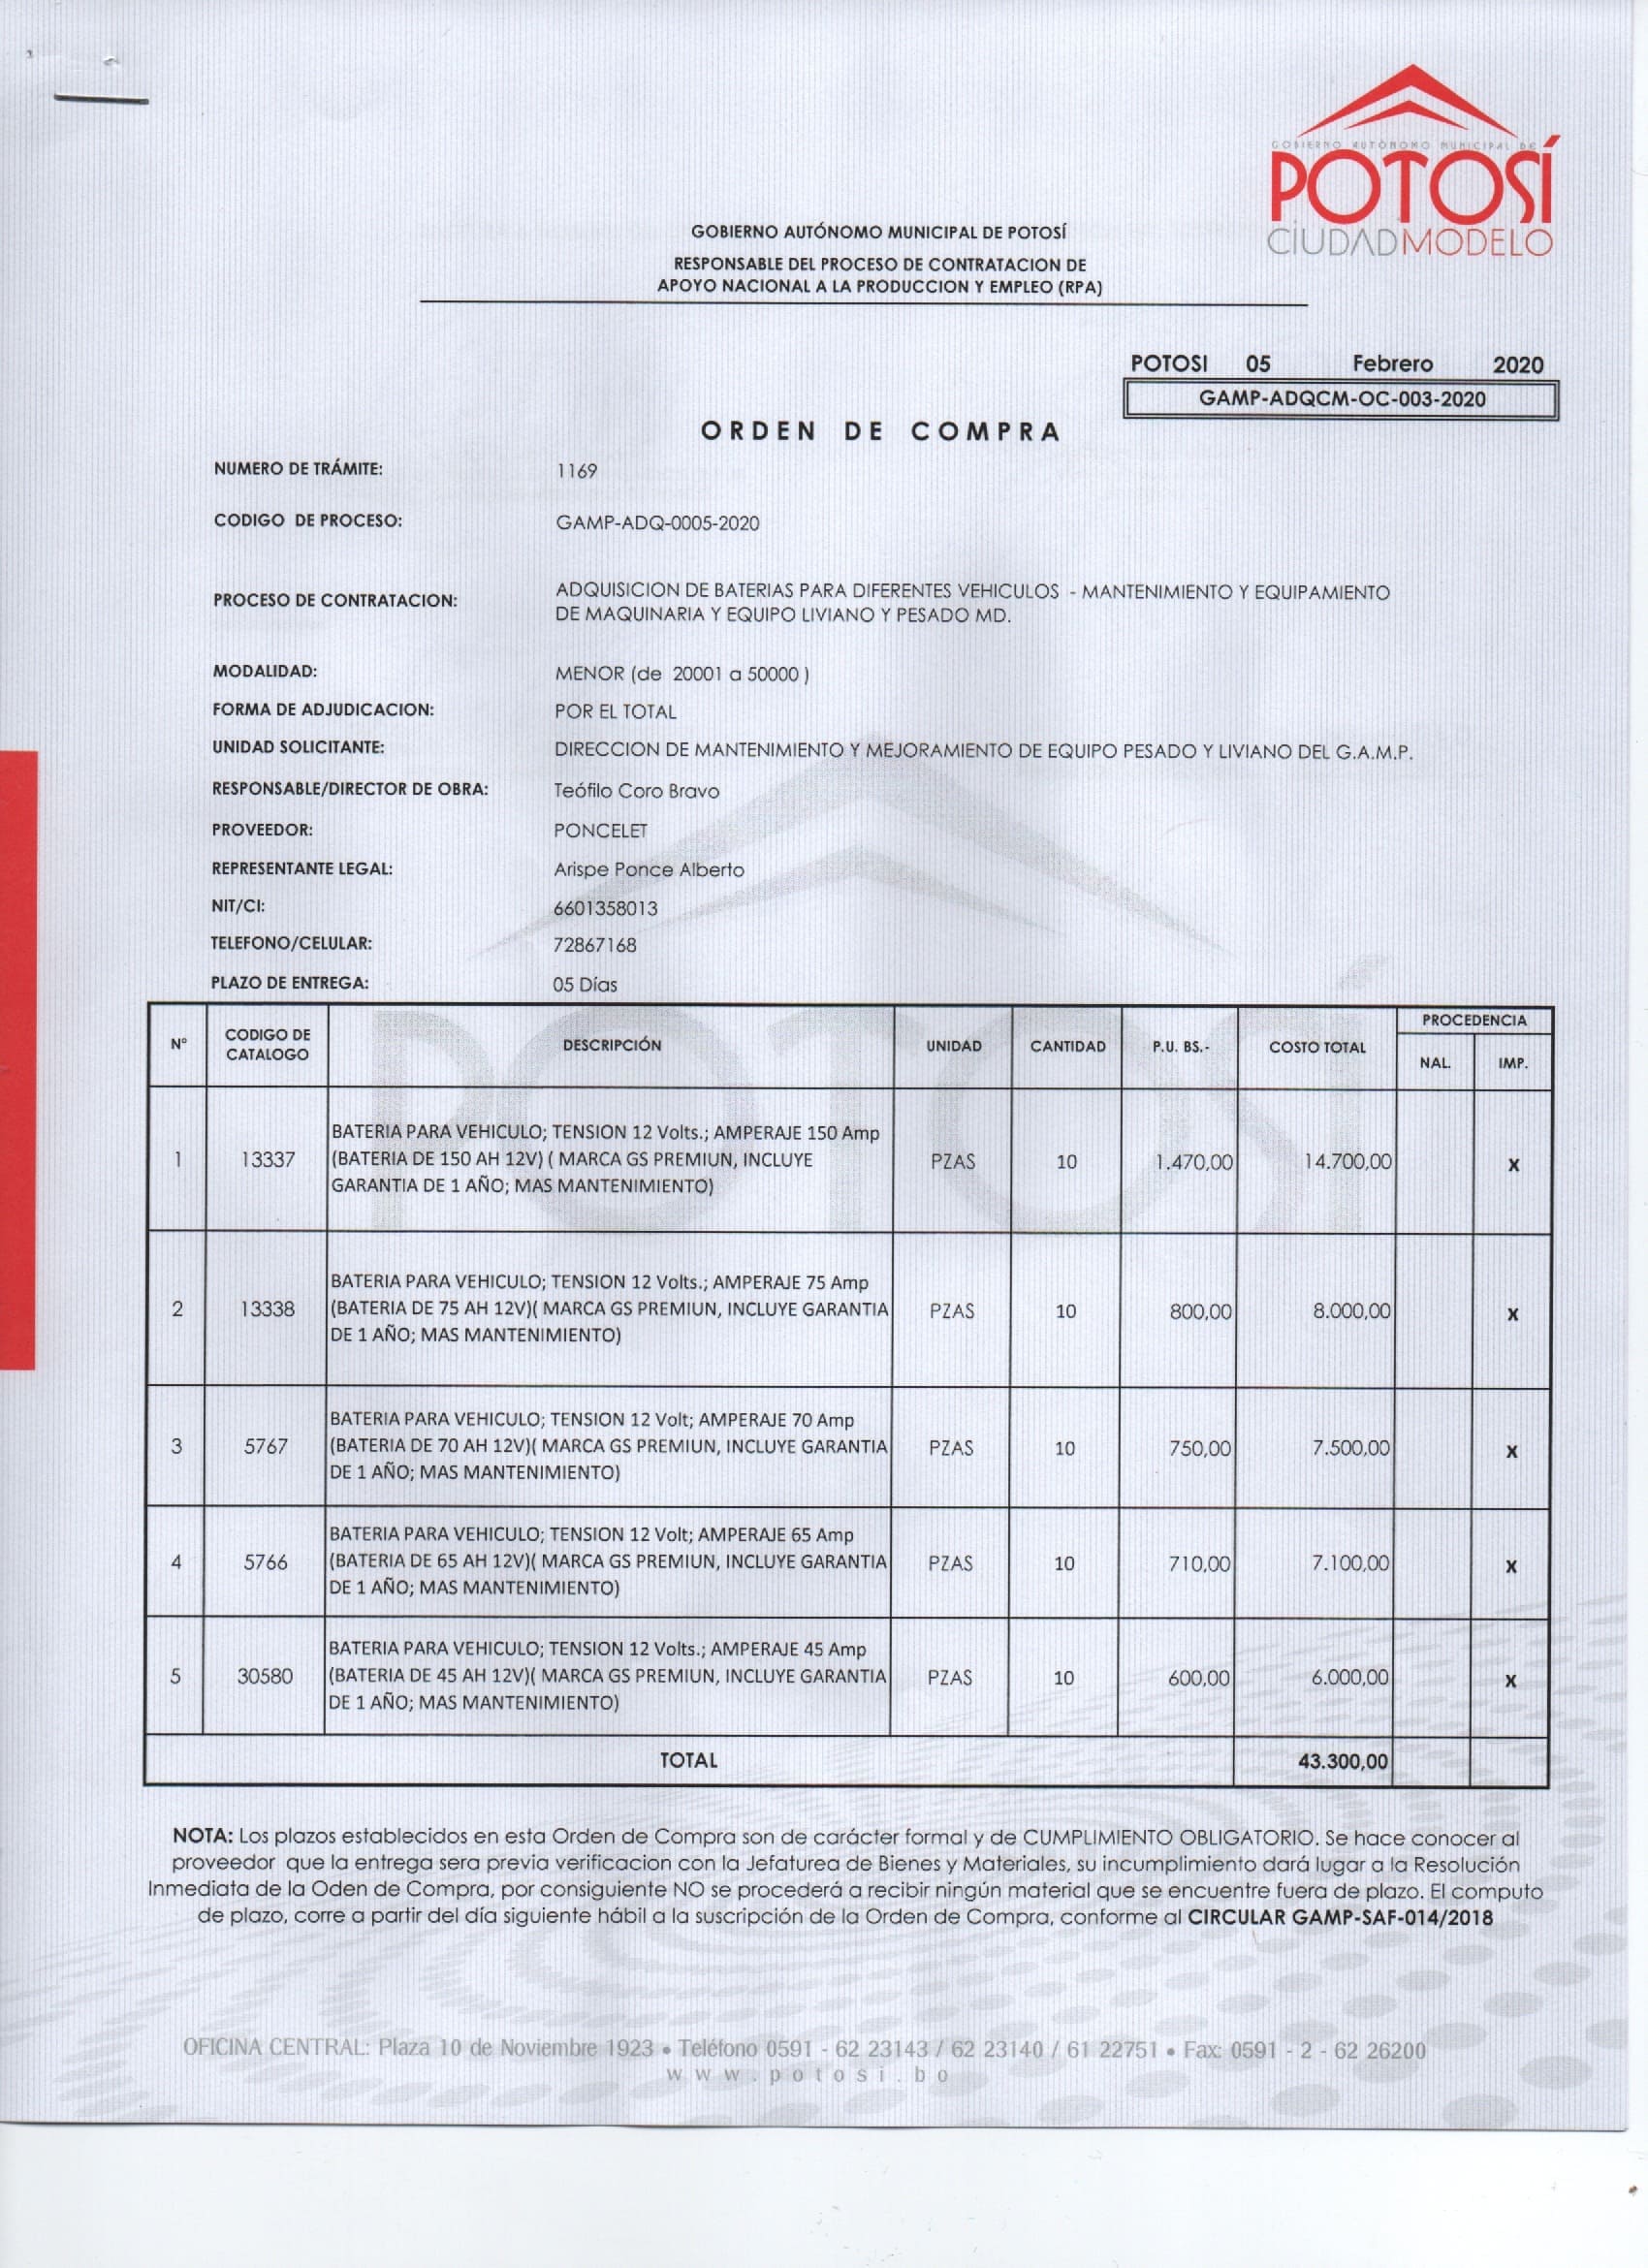 GOBIERNO AUTÓNOMO MUNICIPAL DE
POTOSÍ
CIUDADMODELO
GOBIERNO AUTÓNOMO MUNICIPAL DE POTOSÍ
RESPONSABLE DEL PROCESO DE CONTRATACION DE
APOYO NACIONAL A LA PRODUCCION Y EMPLEO (RPA)
POTOSI 05 Febrero 2020
GAMP-ADQCM-OC-003-2020
ORDEN DE COMPRA
NUMERO DE TRÁMITE: 1169
CODIGO DE PROCESO: GAMP-ADQ-0005-2020
PROCESO DE CONTRATACION: ADQUISICION DE BATERIAS PARA DIFERENTES VEHICULOS - MANTENIMIENTO Y EQUIPAMIENTO
DE MAQUINARIA Y EQUIPO LIVIANO Y PESADO MD.
MODALIDAD: MENOR (de 20001 a 50000 )
FORMA DE ADJUDICACION: POR EL TOTAL
UNIDAD SOLICITANTE: DIRECCION DE MANTENIMIENTO Y MEJORAMIENTO DE EQUIPO PESADO Y LIVIANO DEL G.A.M.P.
RESPONSABLE/DIRECTOR DE OBRA: Teófilo Coro Bravo
PROVEEDOR: PONCELET
REPRESENTANTE LEGAL: Arispe Ponce Alberto
NIT/CI: 6601358013
TELEFONO/CELULAR: 72867168
PLAZO DE ENTREGA: 05 Días
N° CODIGO DE CATALOGO DESCRIPCIÓN UNIDAD CANTIDAD P.U. BS.- COSTO TOTAL PROCEDENCIA
NAL. IMP.
BATERIA PARA VEHICULO; TENSION 12 Volts.; AMPERAJE 150 Amp
1 13337 (BATERIA DE 150 AH 12V) ( MARCA GS PREMIUN, INCLUYE PZAS 10 1.470,00 14.700,00 X
GARANTIA DE 1 AÑO; MAS MANTENIMIENTO)
BATERIA PARA VEHICULO; TENSION 12 Volts.; AMPERAJE 75 Amp
2 13338 (BATERIA DE 75 AH 12V)( MARCA GS PREMIUN, INCLUYE GARANTIA PZAS 10 800,00 8.000,00 X
DE 1 AÑO; MAS MANTENIMIENTO)
BATERIA PARA VEHICULO; TENSION 12 Volt; AMPERAJE 70 Amp
3 5767 (BATERIA DE 70 AH 12V)( MARCA GS PREMIUN, INCLUYE GARANTIA PZAS 10 750,00 7.500,00 X
DE 1 AÑO; MAS MANTENIMIENTO)
BATERIA PARA VEHICULO; TENSION 12 Volt; AMPERAJE 65 Amp
4 5766 (BATERIA DE 65 AH 12V)( MARCA GS PREMIUN, INCLUYE GARANTIA PZAS 10 710,00 7.100,00 X
DE 1 AÑO; MAS MANTENIMIENTO)
BATERIA PARA VEHICULO; TENSION 12 Volts.; AMPERAJE 45 Amp
5 30580 (BATERIA DE 45 AH 12V)( MARCA GS PREMIUN, INCLUYE GARANTIA PZAS 10 600,00 6.000,00 X
DE 1 AÑO; MAS MANTENIMIENTO)
TOTAL 43.300,00
NOTA: Los plazos establecidos en esta Orden de Compra son de carácter formal y de CUMPLIMIENTO OBLIGATORIO. Se hace conocer al
proveedor que la entrega sera previa verificacion con la Jefaturea de Bienes y Materiales, su incumplimiento dará lugar a la Resolución
Inmediata de la Oden de Compra, por consiguiente NO se procederá a recibir ningún material que se encuentre fuera de plazo. El computo
de plazo, corre a partir del día siguiente hábil a la suscripción de la Orden de Compra, conforme al CIRCULAR GAMP-SAF-014/2018
OFICINA CENTRAL: Plaza 10 de Noviembre 1923 • Teléfono 0591 - 62 23143 / 62 23140 / 61 22751 • Fax: 0591 - 2 - 62 26200
www.potosi.bo